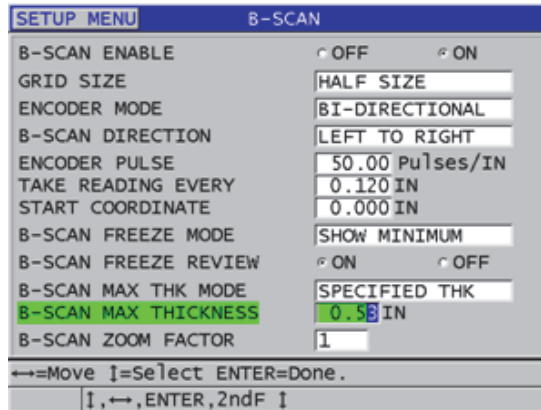 SETUP MENU B-SCAN
B-SCAN ENABLE OFF ON
GRID SIZE HALF SIZE
ENCODER MODE BI-DIRECTIONAL
B-SCAN DIRECTION LEFT TO RIGHT
ENCODER PULSE 50.00 Pulses/IN
TAKE READING EVERY 0.120 IN
START COORDINATE 0.000 IN
B-SCAN FREEZE MODE SHOW MINIMUM
B-SCAN FREEZE REVIEW ON OFF
B-SCAN MAX THK MODE SPECIFIED THK
B-SCAN MAX THICKNESS 0.53 IN
B-SCAN ZOOM FACTOR 1
↔=Move ↕=Select ENTER=Done.
↕,↔,ENTER,2ndF ↕